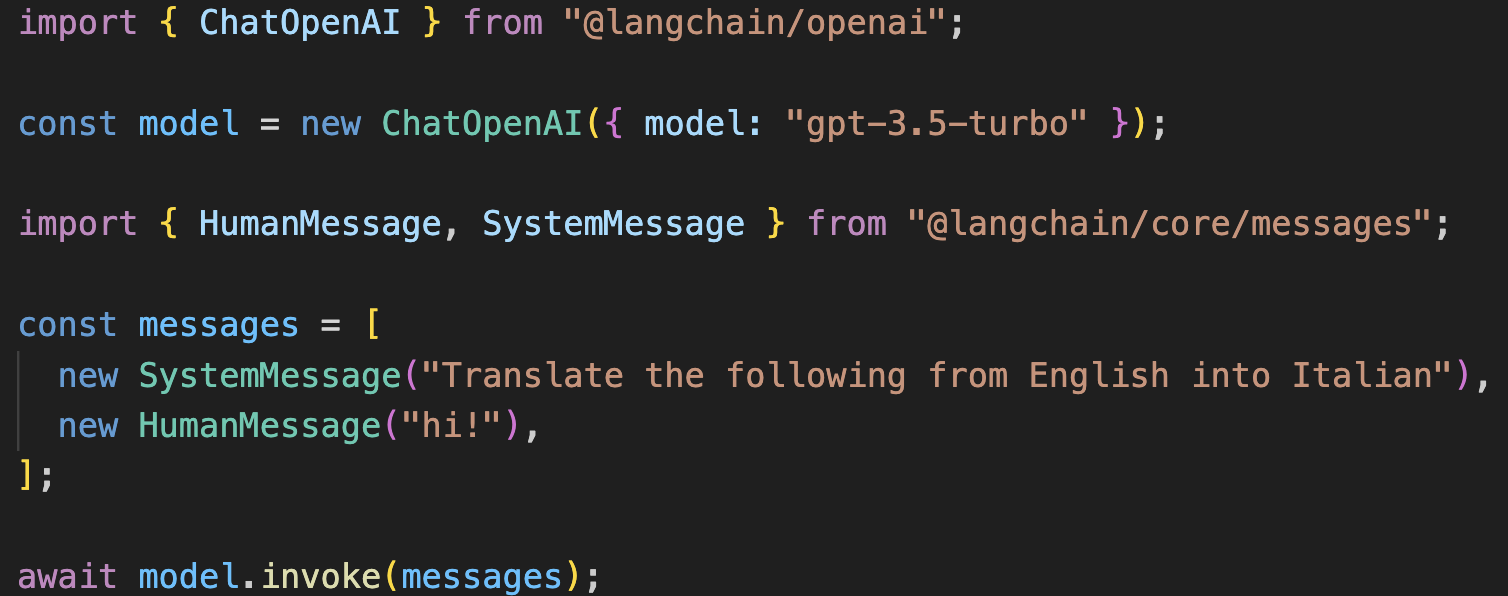 import { ChatOpenAI } from "@langchain/openai";
const model = new ChatOpenAI({ model: "gpt-3.5-turbo" });
import { HumanMessage, SystemMessage } from "@langchain/core/messages";
const messages = [
  new SystemMessage("Translate the following from English into Italian"),
  new HumanMessage("hi!"),
];
await model.invoke(messages);